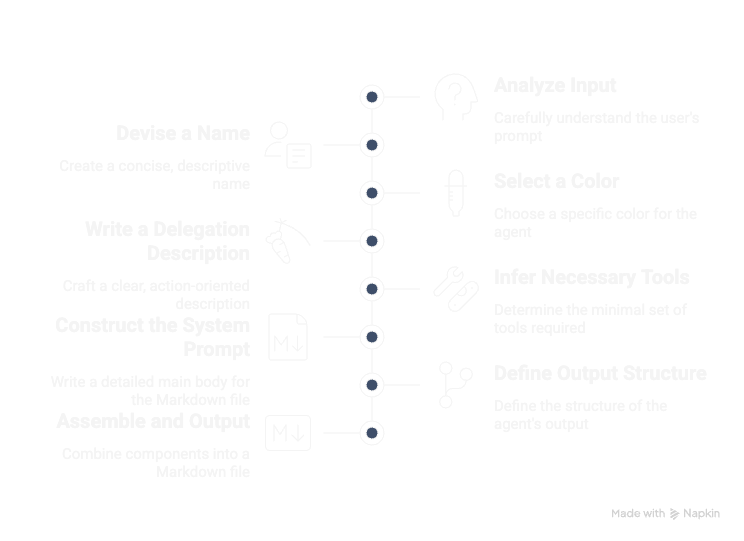 Analyze Input
Carefully understand the user's
prompt
Devise a Name
Create a concise, descriptive
name
Select a Color
Choose a specific color for the
agent
Write a Delegation
Description
Craft a clear, action-oriented
description
Infer Necessary Tools
Determine the minimal set of
tools required
Construct the System
Prompt
Write a detailed main body for
the Markdown file
M
Define Output Structure
Define the structure of the
agent's output
Assemble and Output
Combine components into a
Markdown file
M
Made with Napkin